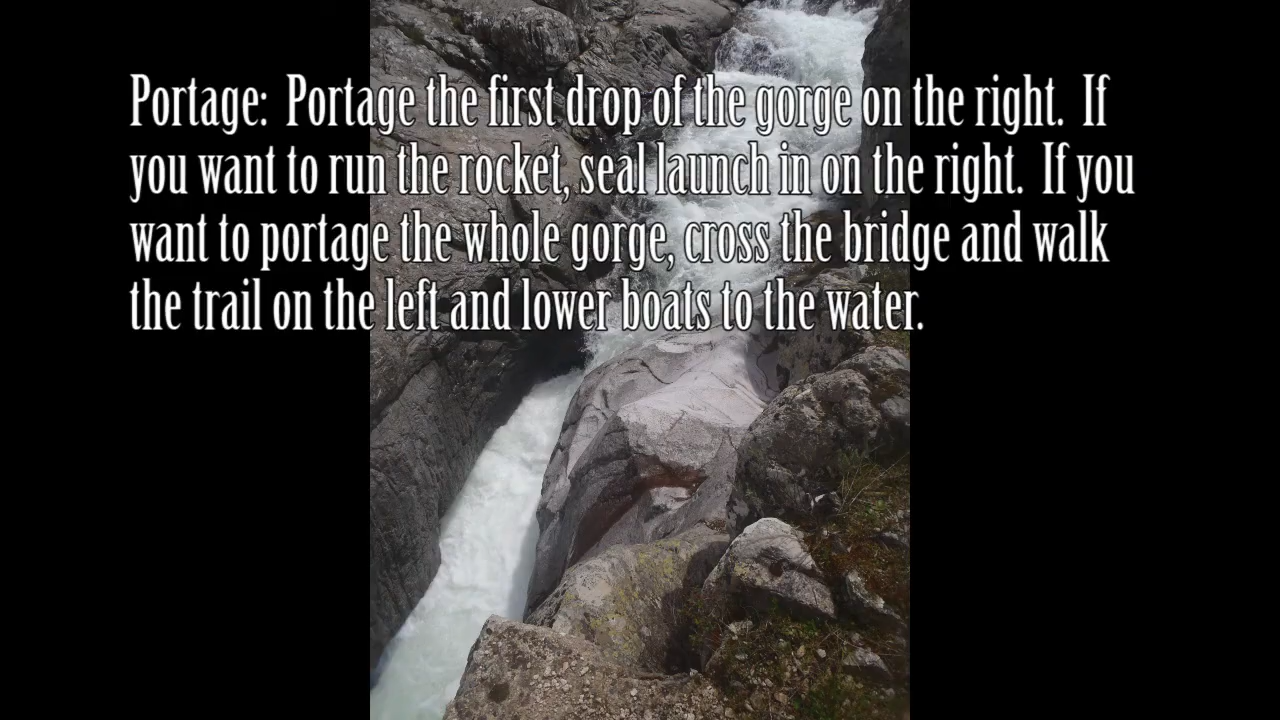 Portage:  Portage the first drop of the gorge on the right.  If
you want to run the rocket, seal launch in on the right.  If you
want to portage the whole gorge, cross the bridge and walk
the trail on the left and lower boats to the water.